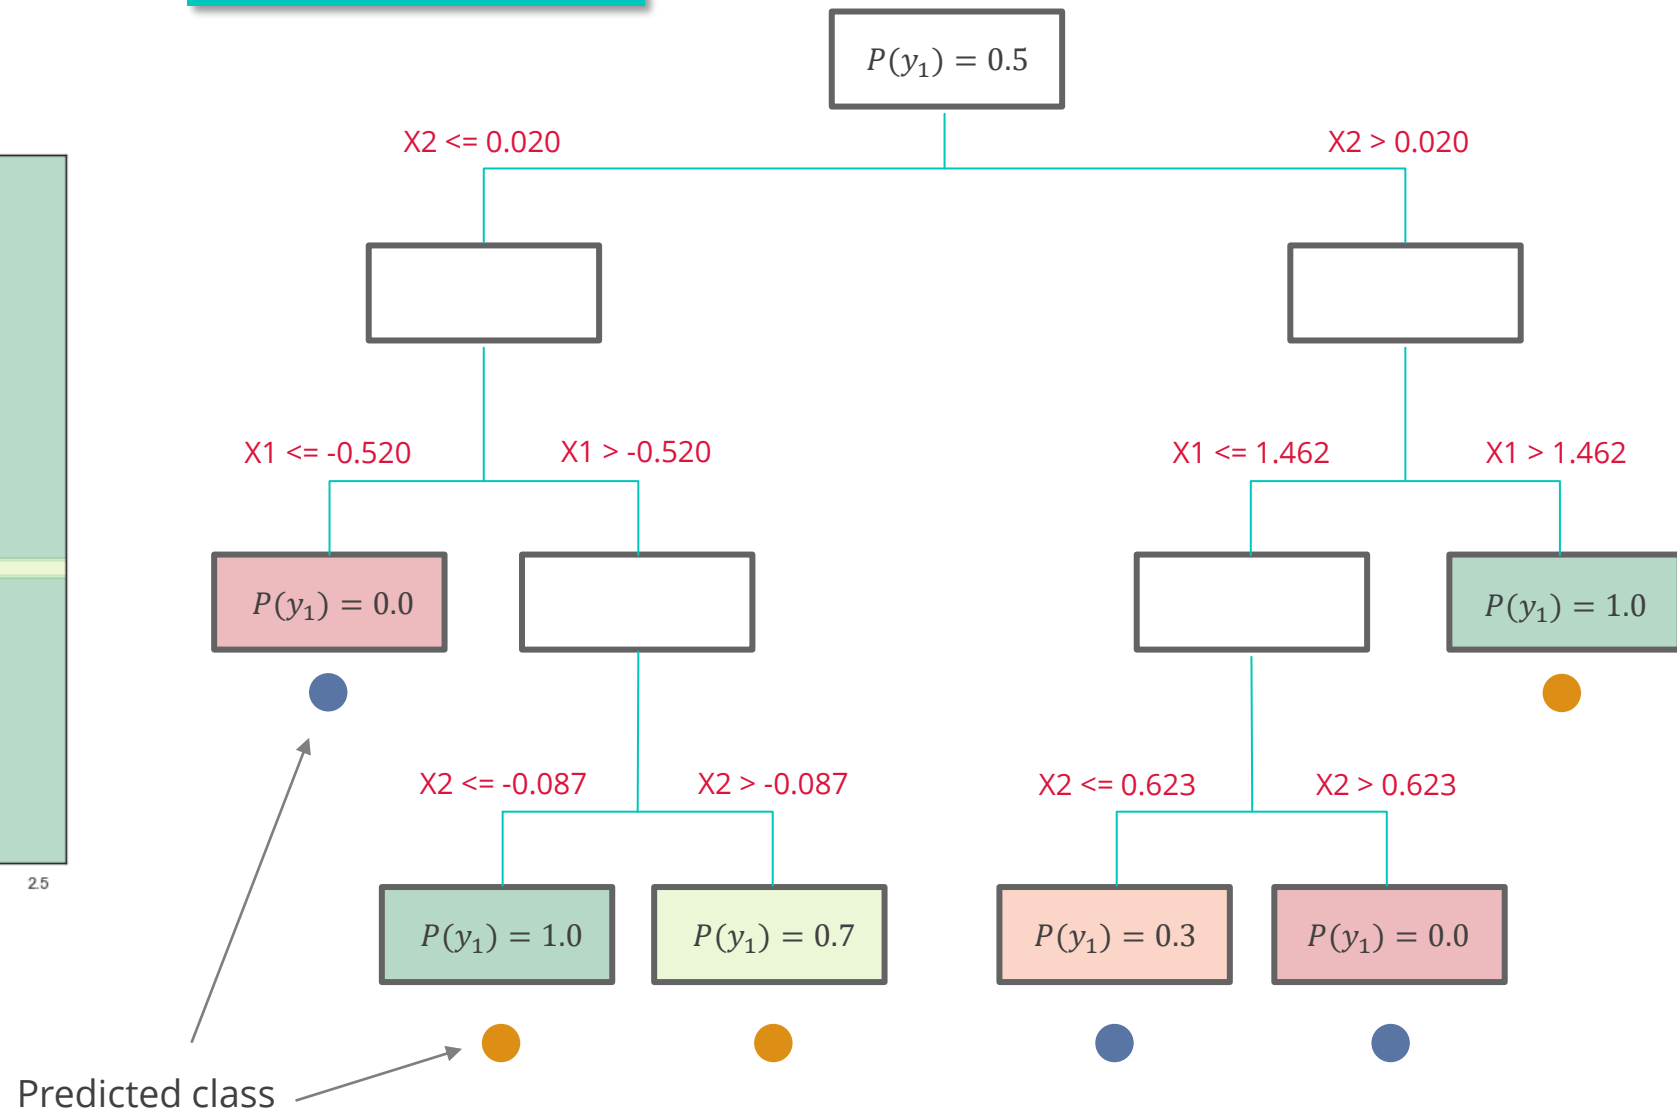 P(y₁) = 0.5
X2 <= 0.020
X2 > 0.020
X1 <= -0.520
X1 > -0.520
X1 <= 1.462
X1 > 1.462
P(y₁) = 0.0
P(y₁) = 1.0
X2 <= -0.087
X2 > -0.087
X2 <= 0.623
X2 > 0.623
2.5
P(y₁) = 1.0
P(y₁) = 0.7
P(y₁) = 0.3
P(y₁) = 0.0
Predicted class